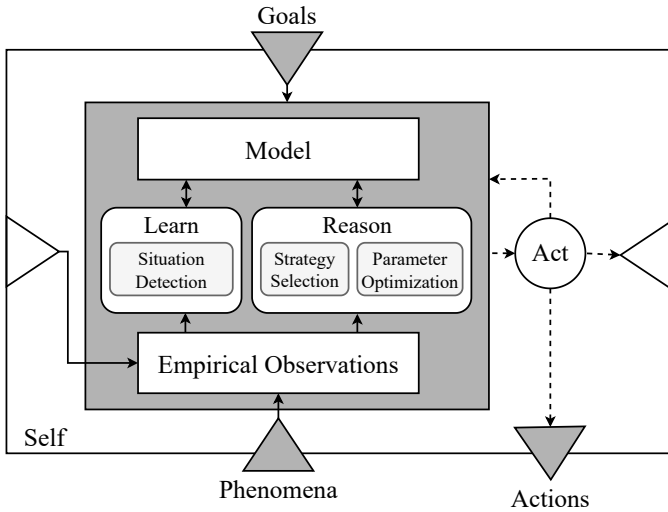 Goals
Model
Learn
Reason
Situation
Detection
Strategy
Selection
Parameter
Optimization
Act
Empirical Observations
Self
Phenomena
Actions